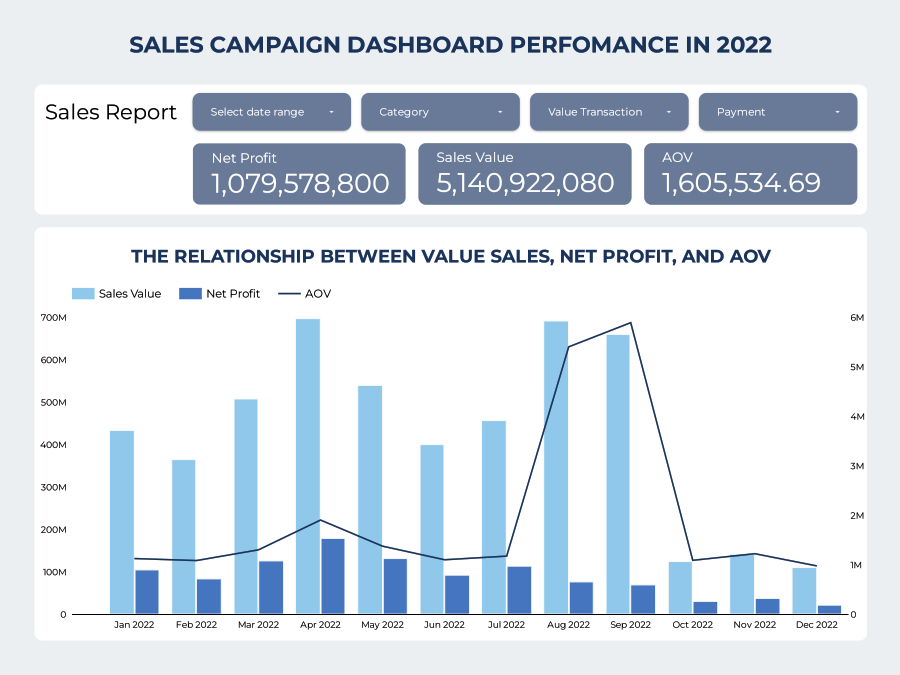 SALES CAMPAIGN DASHBOARD PERFOMANCE IN 2022
Sales Report
Select date range
Category
Value Transaction
Payment
Net Profit
1,079,578,800
Sales Value
5,140,922,080
AOV
1,605,534.69
THE RELATIONSHIP BETWEEN VALUE SALES, NET PROFIT, AND AOV
Sales Value Net Profit AOV
700M 6M
600M 5M
500M 4M
400M 3M
300M 2M
200M 1M
100M 0
0
Jan 2022 Feb 2022 Mar 2022 Apr 2022 May 2022 Jun 2022 Jul 2022 Aug 2022 Sep 2022 Oct 2022 Nov 2022 Dec 2022